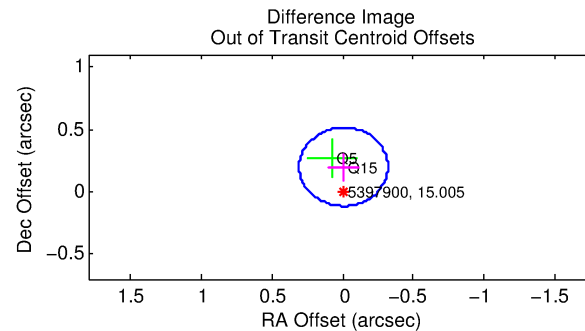 Difference Image
Out of Transit Centroid Offsets
Dec Offset (arcsec)
1
0.5
0
−0.5
Q5
Q15
5397900, 15.005
1.5 1 0.5 0 −0.5 −1 −1.5
RA Offset (arcsec)